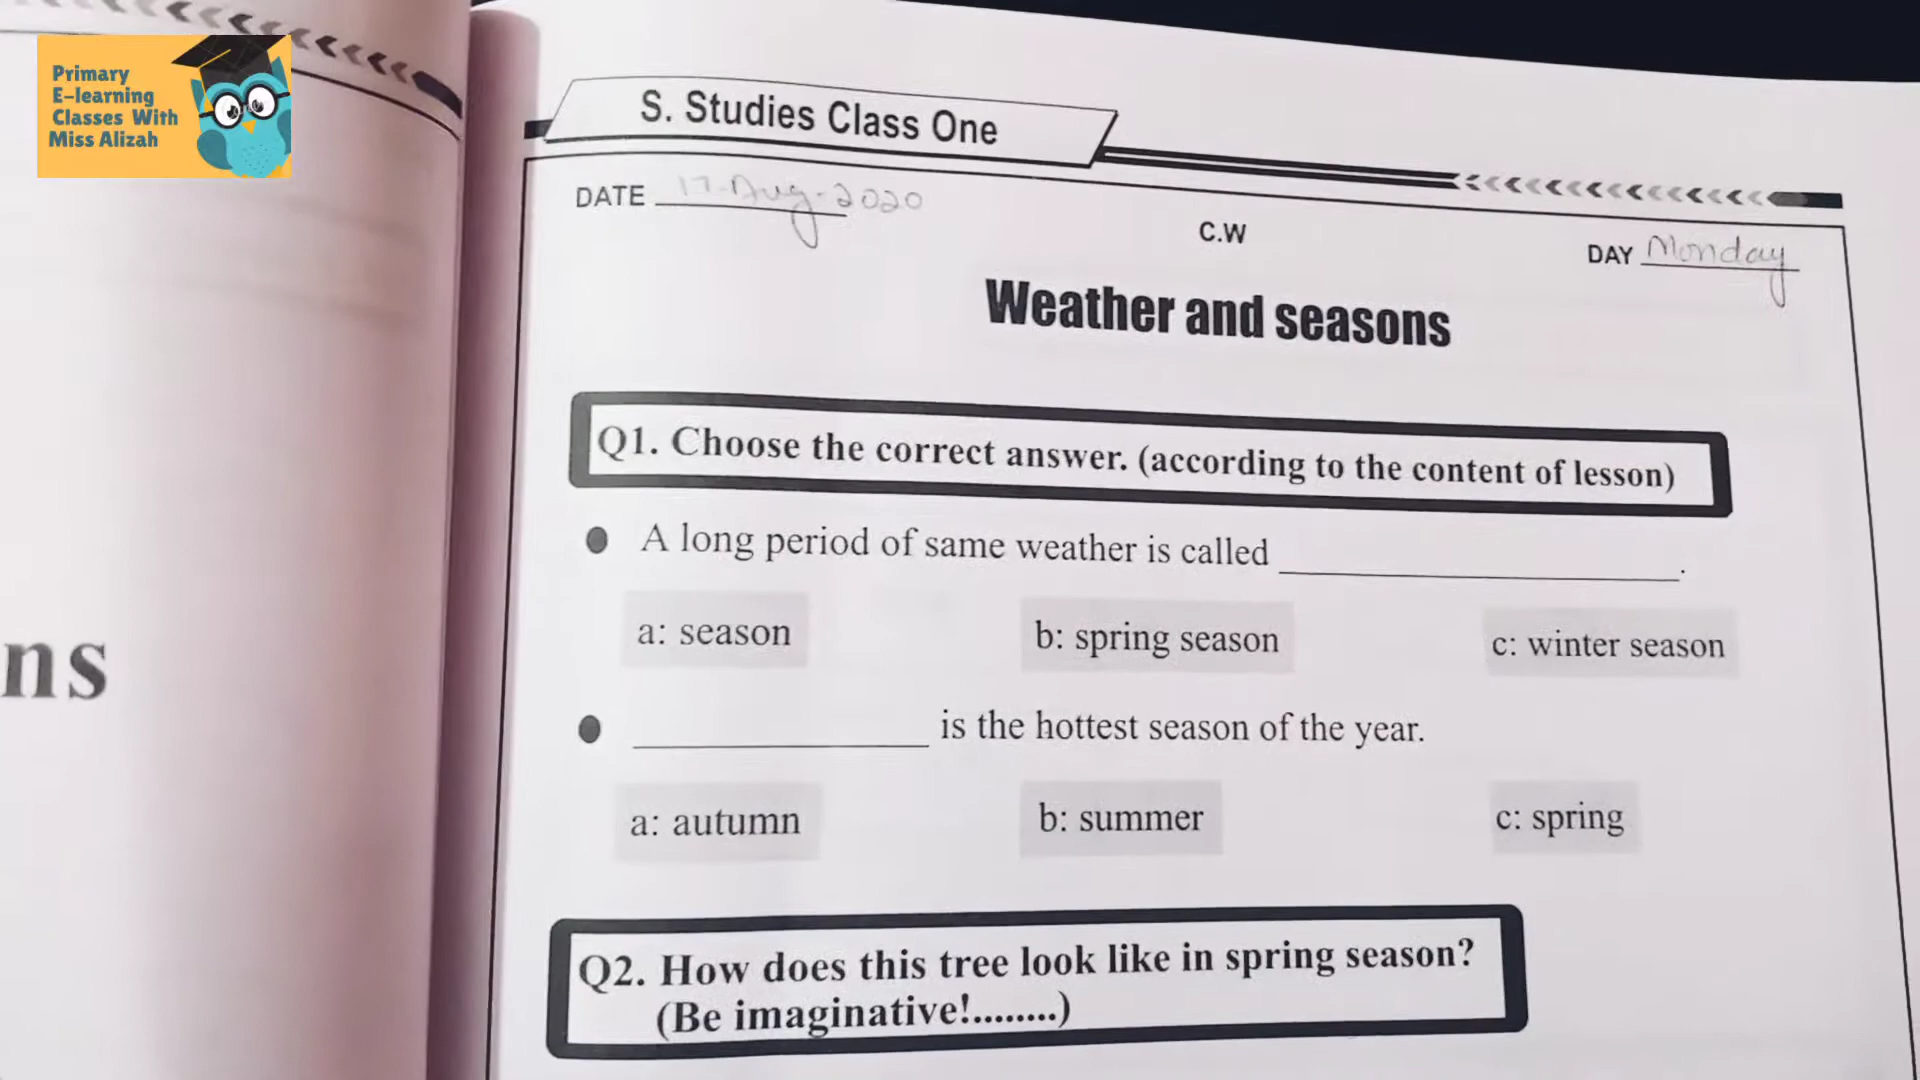 Primary
E-learning
Classes With
Miss Alizah
S. Studies Class One
DATE 17-Aug-2020
C.W
DAY Monday
Weather and seasons
Q1. Choose the correct answer. (according to the content of lesson)
A long period of same weather is called ____________________.
a: season b: spring season c: winter season
_______________ is the hottest season of the year.
a: autumn b: summer c: spring
Q2. How does this tree look like in spring season?
(Be imaginative!........)
ns